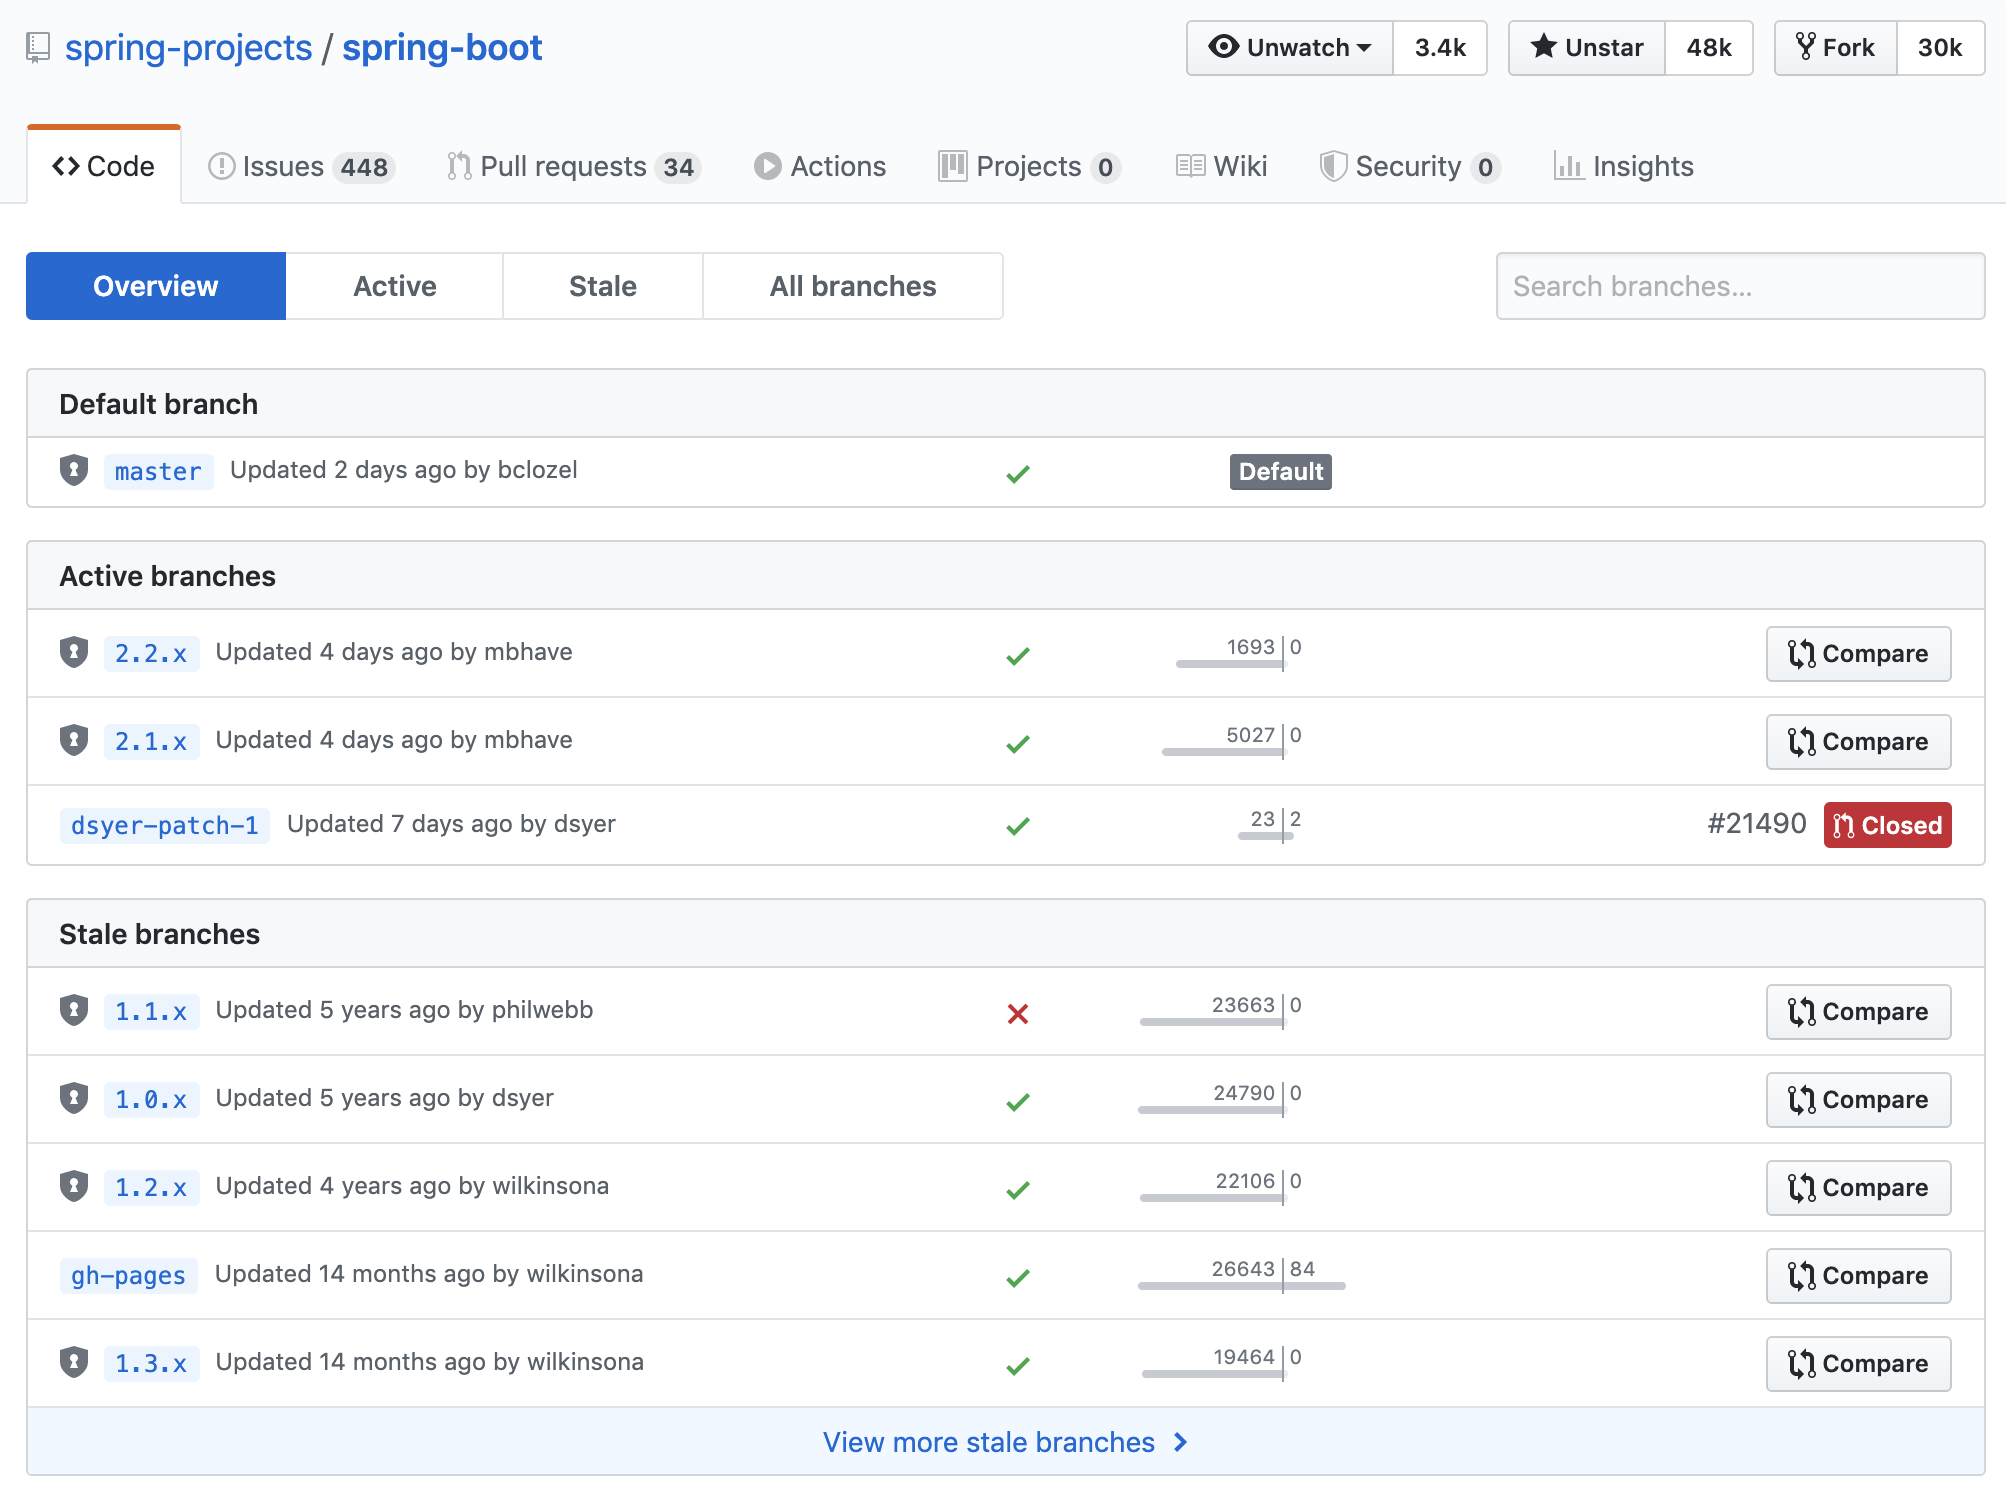 spring-projects / spring-boot
Unwatch 3.4k Unstar 48k Fork 30k
Code Issues 448 Pull requests 34 Actions Projects 0 Wiki Security 0 Insights
Overview Active Stale All branches Search branches...
Default branch
master Updated 2 days ago by bclozel Default
Active branches
2.2.x Updated 4 days ago by mbhave 1693 0 Compare
2.1.x Updated 4 days ago by mbhave 5027 0 Compare
dsyer-patch-1 Updated 7 days ago by dsyer 23 2 #21490 Closed
Stale branches
1.1.x Updated 5 years ago by philwebb 23663 0 Compare
1.0.x Updated 5 years ago by dsyer 24790 0 Compare
1.2.x Updated 4 years ago by wilkinsona 22106 0 Compare
gh-pages Updated 14 months ago by wilkinsona 26643 84 Compare
1.3.x Updated 14 months ago by wilkinsona 19464 0 Compare
View more stale branches